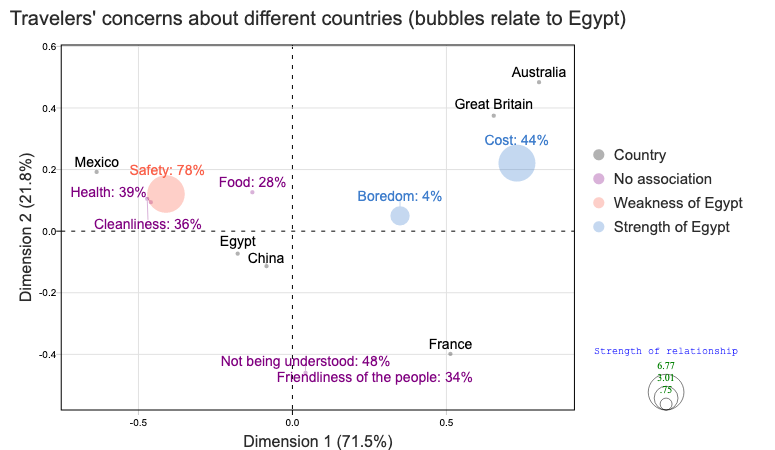 Travelers' concerns about different countries (bubbles relate to Egypt)
0.6
Australia
Great Britain
0.4
Cost: 44%
Country
Mexico
Safety: 78%
0.2
Food: 28%
No association
Health: 39%
Boredom: 4%
Weakness of Egypt
Cleanliness: 36%
Strength of Egypt
0.0
Egypt
China
-0.2
France
Strength of relationship
-0.4
Not being understood: 48%
6.77
Friendliness of the people: 34%
3.01
.75
-0.5
0.0
0.5
Dimension 1 (71.5%)
Dimension 2 (21.8%)